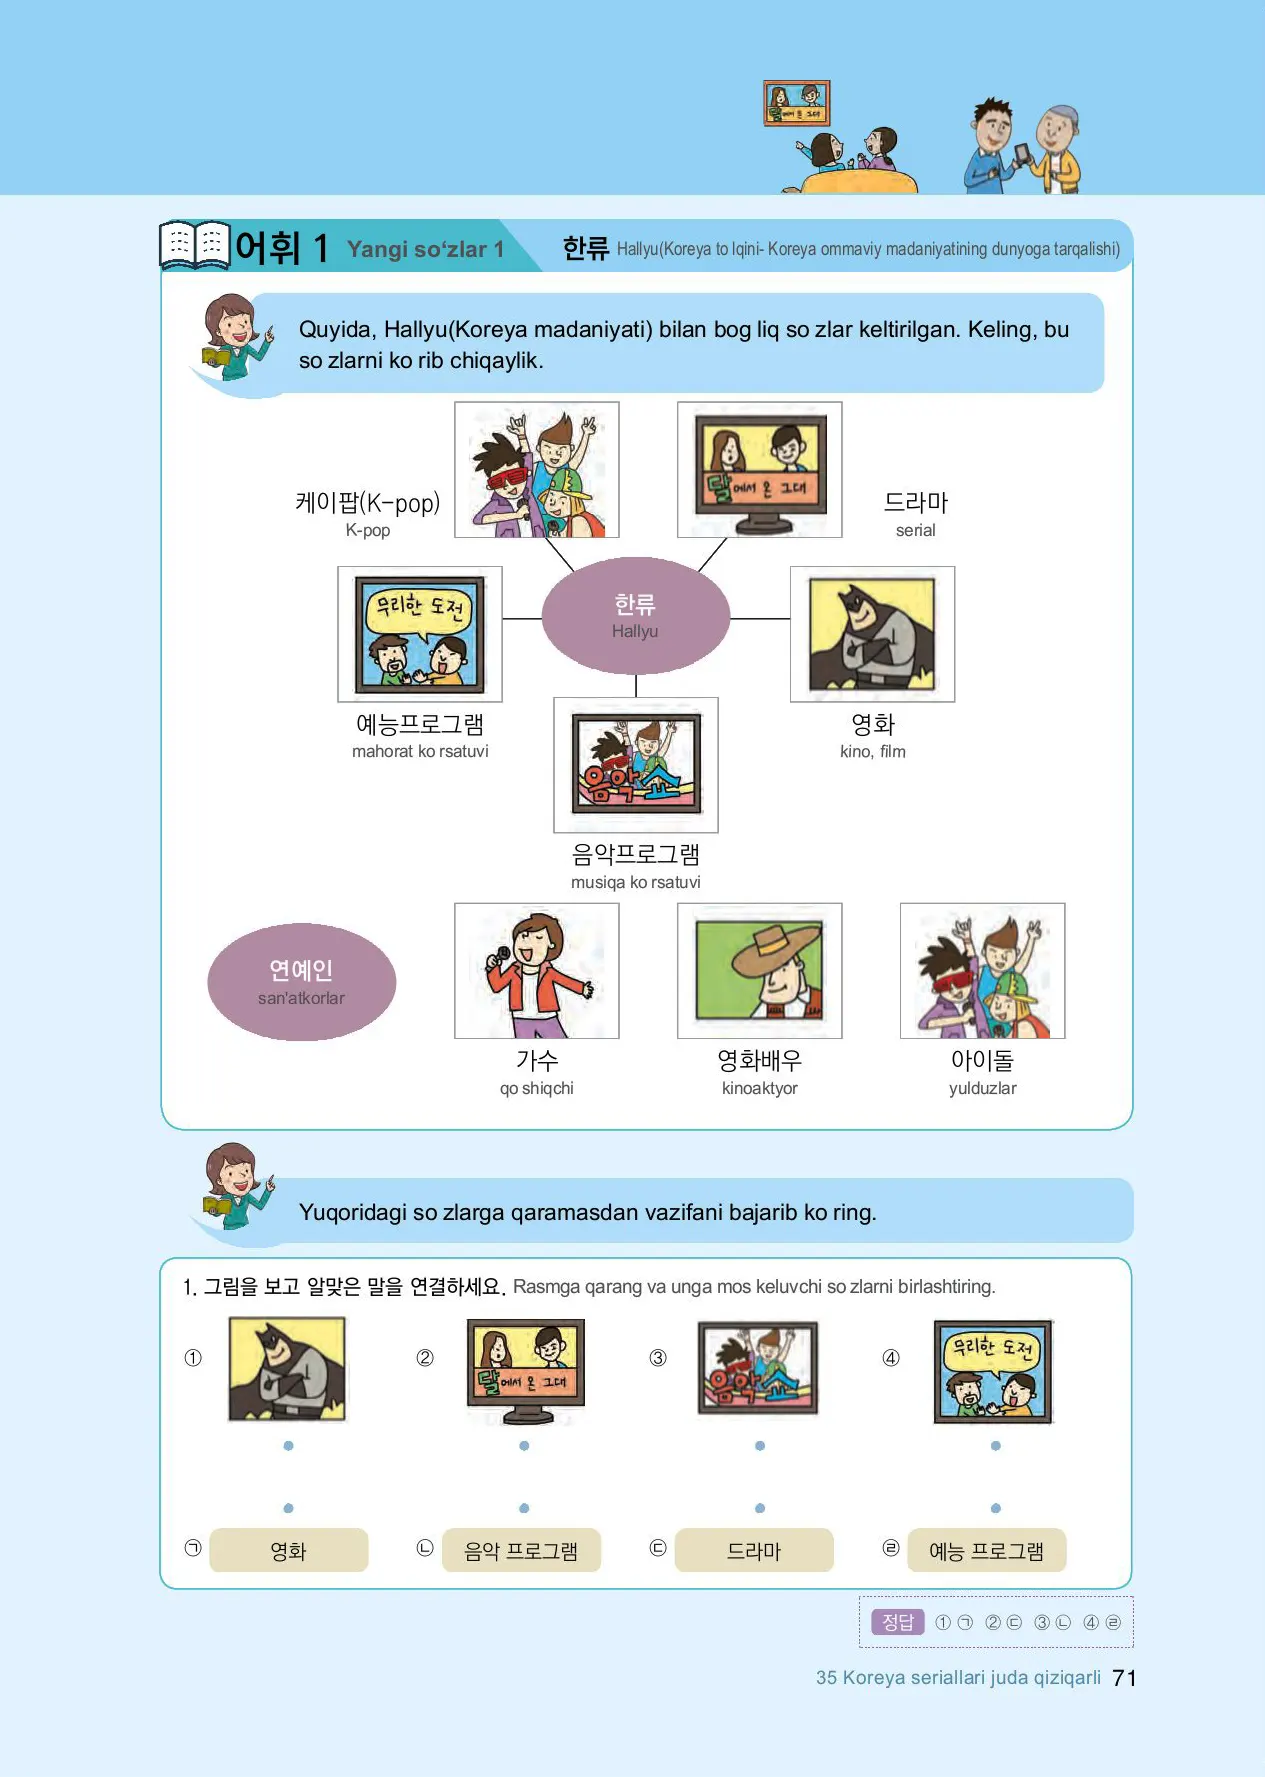 달에서 온 그대
어휘 1 Yangi so‘zlar 1 한류 Hallyu(Koreya to lqini- Koreya ommaviy madaniyatining dunyoga tarqalishi)
Quyida, Hallyu(Koreya madaniyati) bilan bog liq so zlar keltirilgan. Keling, bu
so zlarni ko rib chiqaylik.
달에서 온 그대
케이팝(K-pop)
K-pop
드라마
serial
무리한 도전
한류
Hallyu
예능프로그램
mahorat ko rsatuvi
영화
kino, film
음악쇼
음악프로그램
musiqa ko rsatuvi
연예인
san'atkorlar
가수
qo shiqchi
영화배우
kinoaktyor
아이돌
yulduzlar
Yuqoridagi so zlarga qaramasdan vazifani bajarib ko ring.
1. 그림을 보고 알맞은 말을 연결하세요. Rasmga qarang va unga mos keluvchi so zlarni birlashtiring.
① ② ③ ④
달에서 온 그대
음악쇼
무리한 도전
㉠ 영화 ㉡ 음악 프로그램 ㉢ 드라마 ㉣ 예능 프로그램
정답 ① ㉠ ② ㉢ ③ ㉡ ④ ㉣
35 Koreya seriallari juda qiziqarli 71